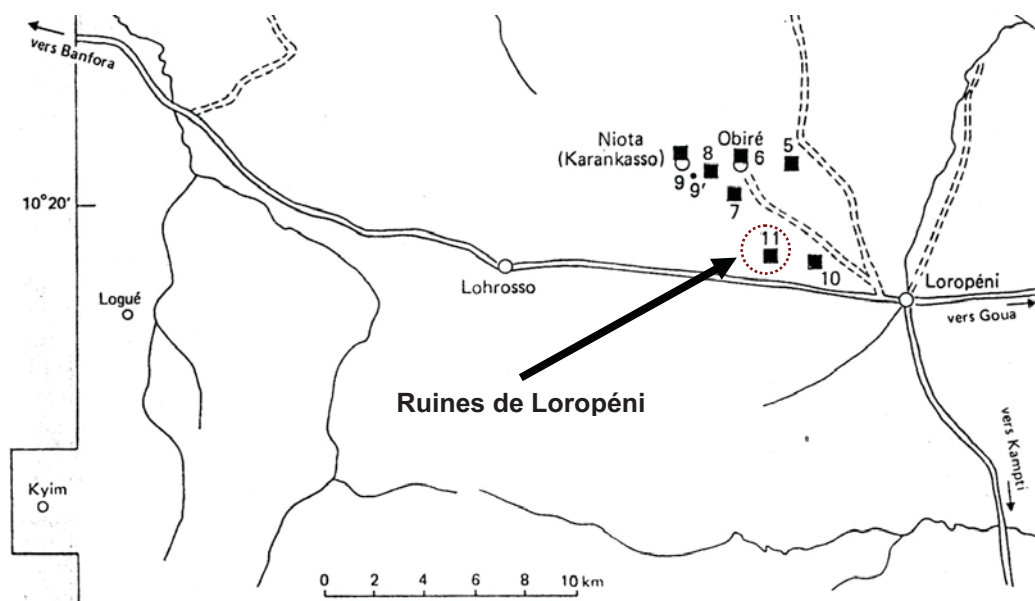 vers Banfora
Niota
(Karankasso)
Obiré
5
6
8
9
9'
7
10°20'
11
10
Lohrosso
Loropéni
vers Goua
Logué
Ruines de Loropéni
vers Kampti
Kyim
0 2 4 6 8 10 km